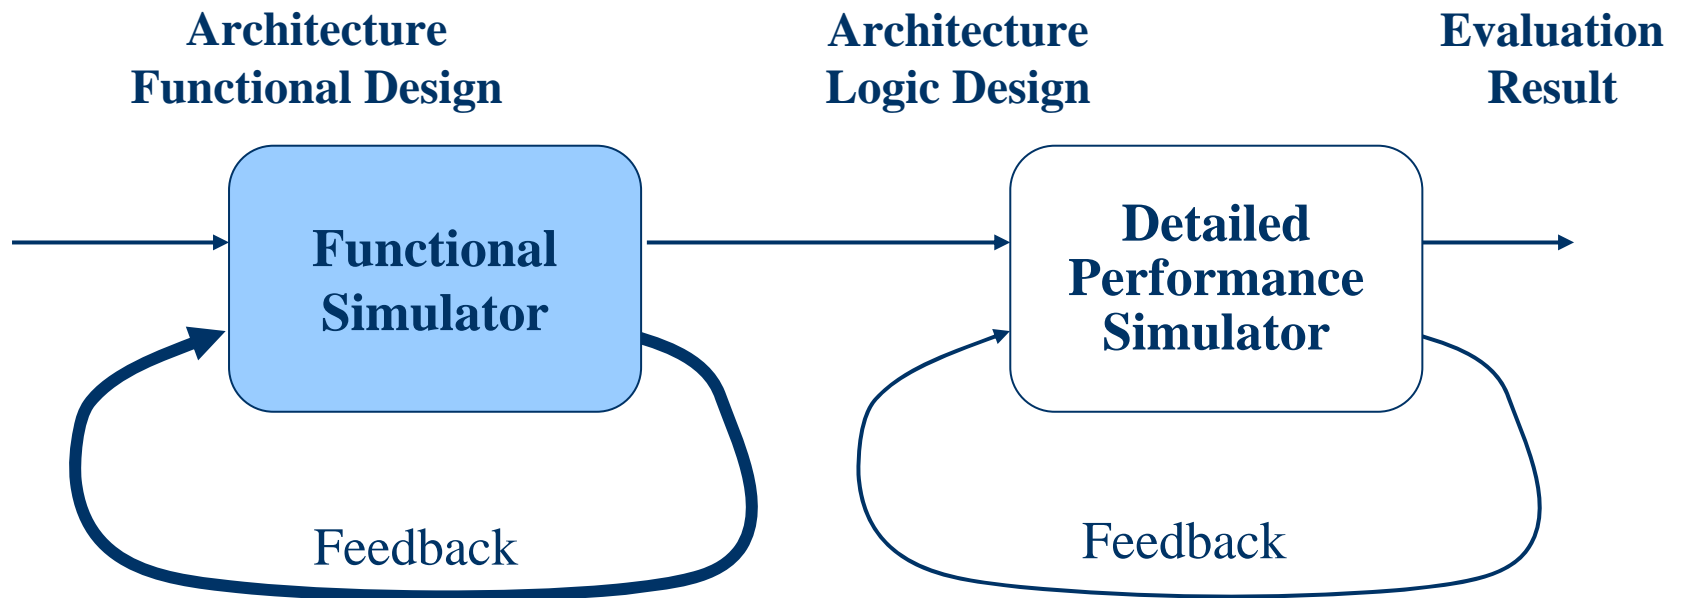 Architecture
Functional Design
Architecture
Logic Design
Evaluation
Result
Functional
Simulator
Detailed
Performance
Simulator
Feedback
Feedback